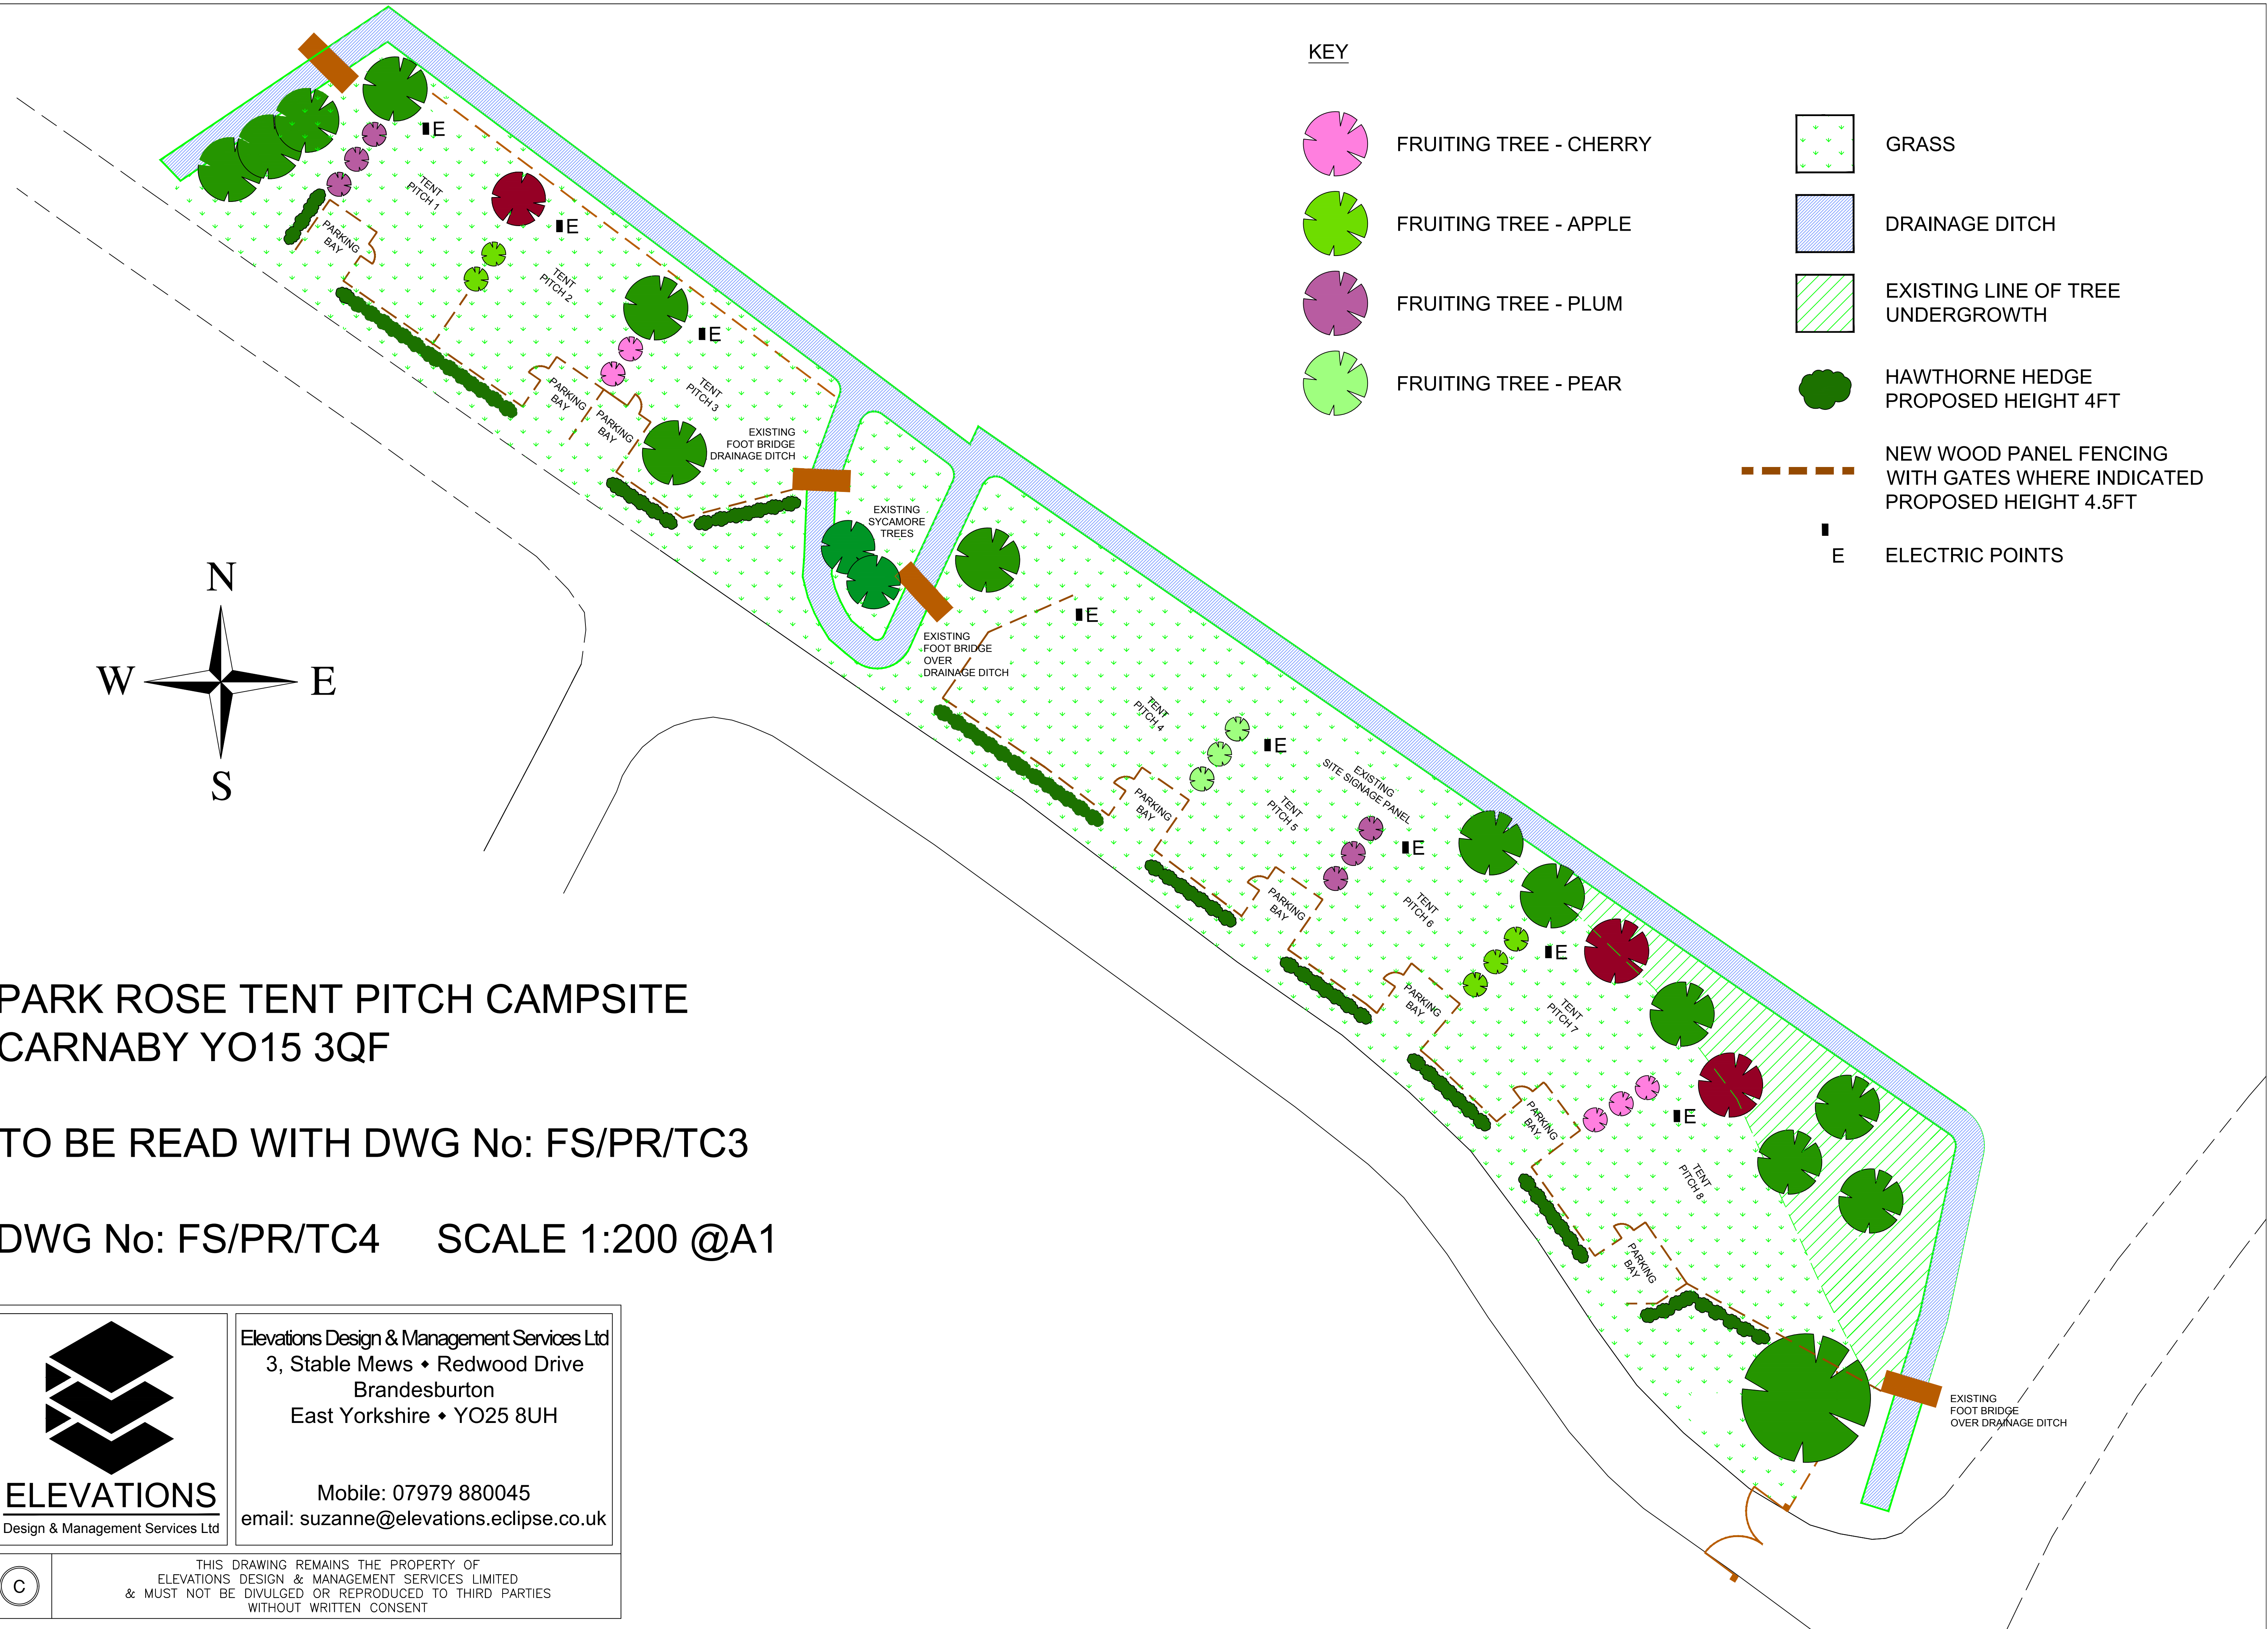 KEY
FRUITING TREE - CHERRY
FRUITING TREE - APPLE
FRUITING TREE - PLUM
FRUITING TREE - PEAR
GRASS
DRAINAGE DITCH
EXISTING LINE OF TREE
UNDERGROWTH
HAWTHORNE HEDGE
PROPOSED HEIGHT 4FT
NEW WOOD PANEL FENCING
WITH GATES WHERE INDICATED
PROPOSED HEIGHT 4.5FT
E
ELECTRIC POINTS
E
TENT
PITCH 1
PARKING
BAY
E
TENT
PITCH 2
PARKING
BAY
E
TENT
PITCH 3
PARKING
BAY
EXISTING
FOOT BRIDGE
DRAINAGE DITCH
EXISTING
SYCAMORE
TREES
EXISTING
FOOT BRIDGE
OVER
DRAINAGE DITCH
E
TENT
PITCH 4
PARKING
BAY
E
TENT
PITCH 5
PARKING
BAY
EXISTING
SITE SIGNAGE PANEL
E
TENT
PITCH 6
PARKING
BAY
E
TENT
PITCH 7
PARKING
BAY
E
TENT
PITCH 8
PARKING
BAY
EXISTING
FOOT BRIDGE
OVER DRAINAGE DITCH
N
W
E
S
PARK ROSE TENT PITCH CAMPSITE
CARNABY YO15 3QF
TO BE READ WITH DWG No: FS/PR/TC3
DWG No: FS/PR/TC4 SCALE 1:200 @A1
ELEVATIONS
Design & Management Services Ltd
Elevations Design & Management Services Ltd
3, Stable Mews ⬥ Redwood Drive
Brandesburton
East Yorkshire ⬥ YO25 8UH
Mobile: 07979 880045
email: suzanne@elevations.eclipse.co.uk
C
THIS DRAWING REMAINS THE PROPERTY OF
ELEVATIONS DESIGN & MANAGEMENT SERVICES LIMITED
& MUST NOT BE DIVULGED OR REPRODUCED TO THIRD PARTIES
WITHOUT WRITTEN CONSENT